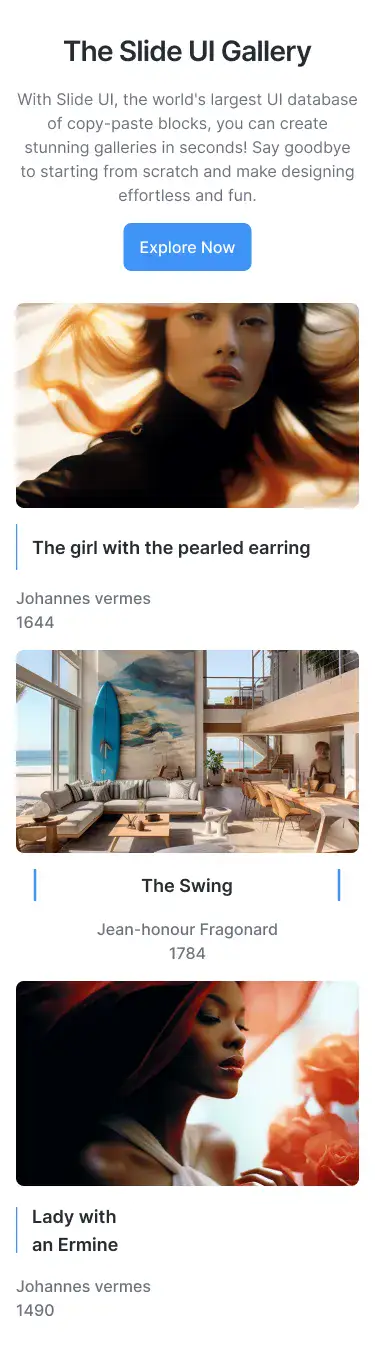 The Slide UI Gallery
With Slide UI, the world's largest UI database
of copy-paste blocks, you can create
stunning galleries in seconds! Say goodbye
to starting from scratch and make designing
effortless and fun.
Explore Now
The girl with the pearled earring
Johannes vermes
1644
The Swing
Jean-honour Fragonard
1784
Lady with
an Ermine
Johannes vermes
1490